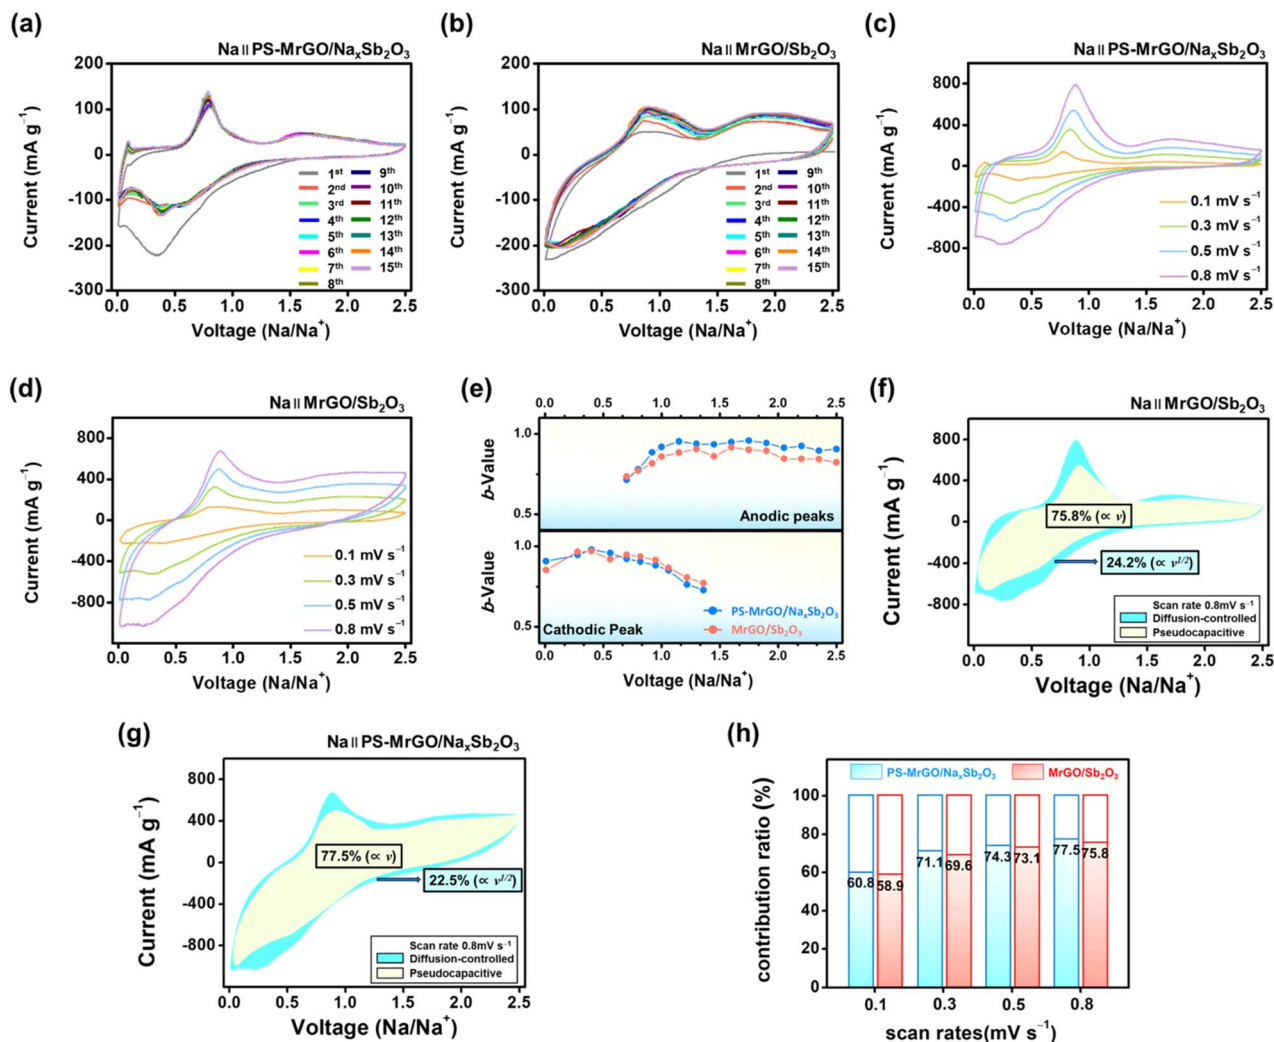 (a)
Na॥PS-MrGO/NaₓSb₂O₃
200
100
0
-100
-200
-300
Current (mA g⁻¹)
1ˢᵗ 9ᵗʰ
2ⁿᵈ 10ᵗʰ
3ʳᵈ 11ᵗʰ
4ᵗʰ 12ᵗʰ
5ᵗʰ 13ᵗʰ
6ᵗʰ 14ᵗʰ
7ᵗʰ 15ᵗʰ
8ᵗʰ
0.0 0.5 1.0 1.5 2.0 2.5
Voltage (Na/Na⁺)
(b)
Na॥MrGO/Sb₂O₃
200
100
0
-100
-200
-300
Current (mA g⁻¹)
1ˢᵗ 9ᵗʰ
2ⁿᵈ 10ᵗʰ
3ʳᵈ 11ᵗʰ
4ᵗʰ 12ᵗʰ
5ᵗʰ 13ᵗʰ
6ᵗʰ 14ᵗʰ
7ᵗʰ 15ᵗʰ
8ᵗʰ
0.0 0.5 1.0 1.5 2.0 2.5
Voltage (Na/Na⁺)
(c)
Na॥PS-MrGO/NaₓSb₂O₃
800
400
0
-400
-800
Current (mA g⁻¹)
0.1 mV s⁻¹
0.3 mV s⁻¹
0.5 mV s⁻¹
0.8 mV s⁻¹
0.0 0.5 1.0 1.5 2.0 2.5
Voltage (Na/Na⁺)
(d)
Na॥MrGO/Sb₂O₃
800
400
0
-400
-800
Current (mA g⁻¹)
0.1 mV s⁻¹
0.3 mV s⁻¹
0.5 mV s⁻¹
0.8 mV s⁻¹
0.0 0.5 1.0 1.5 2.0 2.5
Voltage (Na/Na⁺)
(e)
0.0 0.5 1.0 1.5 2.0 2.5
1.0
0.5
b-Value
Anodic peaks
1.0
0.5
b-Value
PS-MrGO/NaₓSb₂O₃
MrGO/Sb₂O₃
Cathodic Peak
0.0 0.5 1.0 1.5 2.0 2.5
Voltage (Na/Na⁺)
(f)
Na॥MrGO/Sb₂O₃
800
400
0
-400
-800
Current (mA g⁻¹)
75.8% (∝ v)
24.2% (∝ v¹ᐟ²)
Scan rate 0.8mV s⁻¹
Diffusion-controlled
Pseudocapacitive
0.0 0.5 1.0 1.5 2.0 2.5
Voltage (Na/Na⁺)
(g)
Na॥PS-MrGO/NaₓSb₂O₃
800
400
0
-400
-800
Current (mA g⁻¹)
77.5% (∝ v)
22.5% (∝ v¹ᐟ²)
Scan rate 0.8mV s⁻¹
Diffusion-controlled
Pseudocapacitive
0.0 0.5 1.0 1.5 2.0 2.5
Voltage (Na/Na⁺)
(h)
PS-MrGO/NaₓSb₂O₃ MrGO/Sb₂O₃
100
80
60
40
20
0
contribution ratio (%)
60.8 58.9 71.1 69.6 74.3 73.1 77.5 75.8
0.1 0.3 0.5 0.8
scan rates(mV s⁻¹)